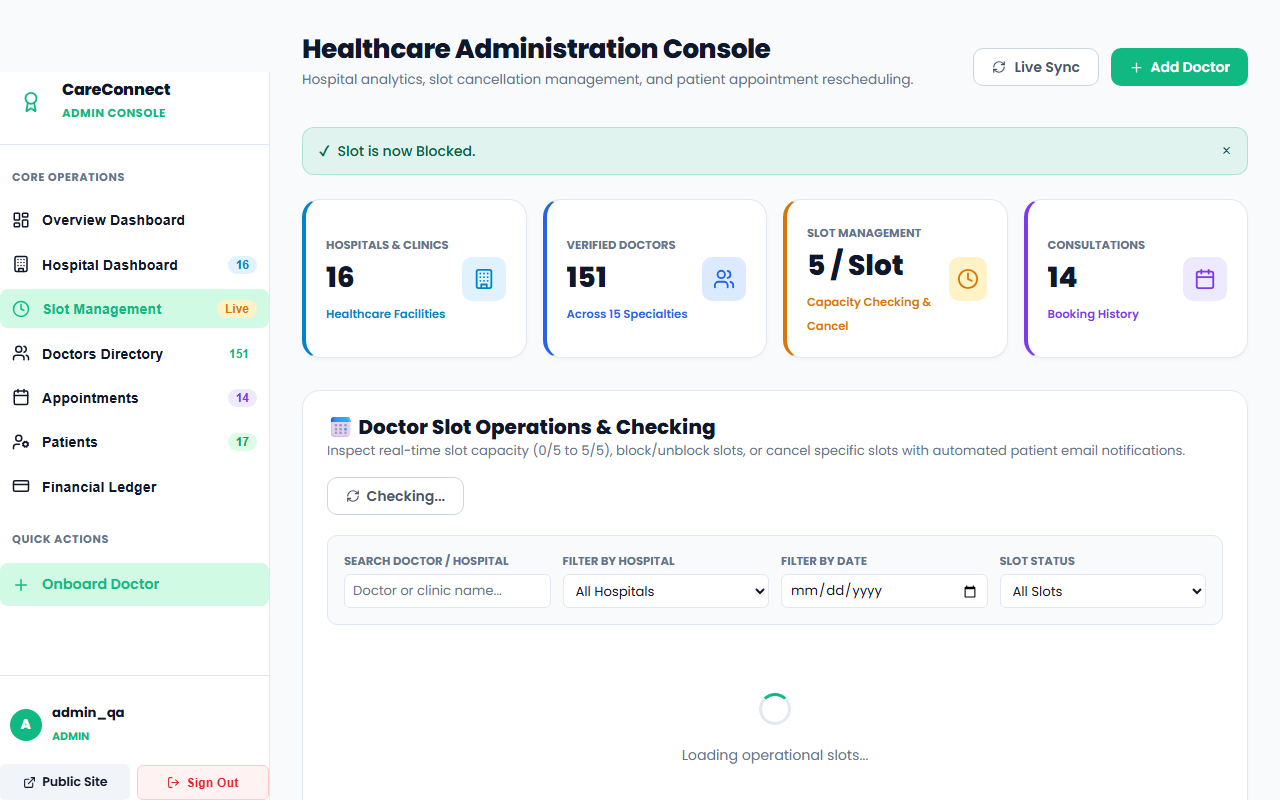 CareConnect
ADMIN CONSOLE
CORE OPERATIONS
Overview Dashboard
Hospital Dashboard 16
Slot Management Live
Doctors Directory 151
Appointments 14
Patients 17
Financial Ledger
QUICK ACTIONS
+ Onboard Doctor
A admin_qa
ADMIN
Public Site Sign Out
Healthcare Administration Console
Hospital analytics, slot cancellation management, and patient appointment rescheduling.
Live Sync + Add Doctor
✓ Slot is now Blocked. ×
HOSPITALS & CLINICS
16
Healthcare Facilities
VERIFIED DOCTORS
151
Across 15 Specialties
SLOT MANAGEMENT
5 / Slot
Capacity Checking &
Cancel
CONSULTATIONS
14
Booking History
Doctor Slot Operations & Checking
Inspect real-time slot capacity (0/5 to 5/5), block/unblock slots, or cancel specific slots with automated patient email notifications.
Checking...
SEARCH DOCTOR / HOSPITAL FILTER BY HOSPITAL FILTER BY DATE SLOT STATUS
Doctor or clinic name... All Hospitals mm/dd/yyyy All Slots
Loading operational slots...